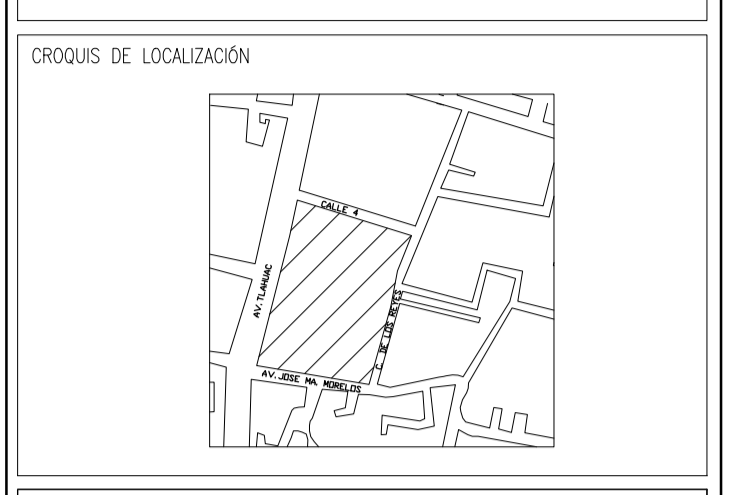 CROQUIS DE LOCALIZACIÓN
CALLE 4
AV. TLAHUAC
C. DE LOS REYES
AV. JOSE MA. MORELOS